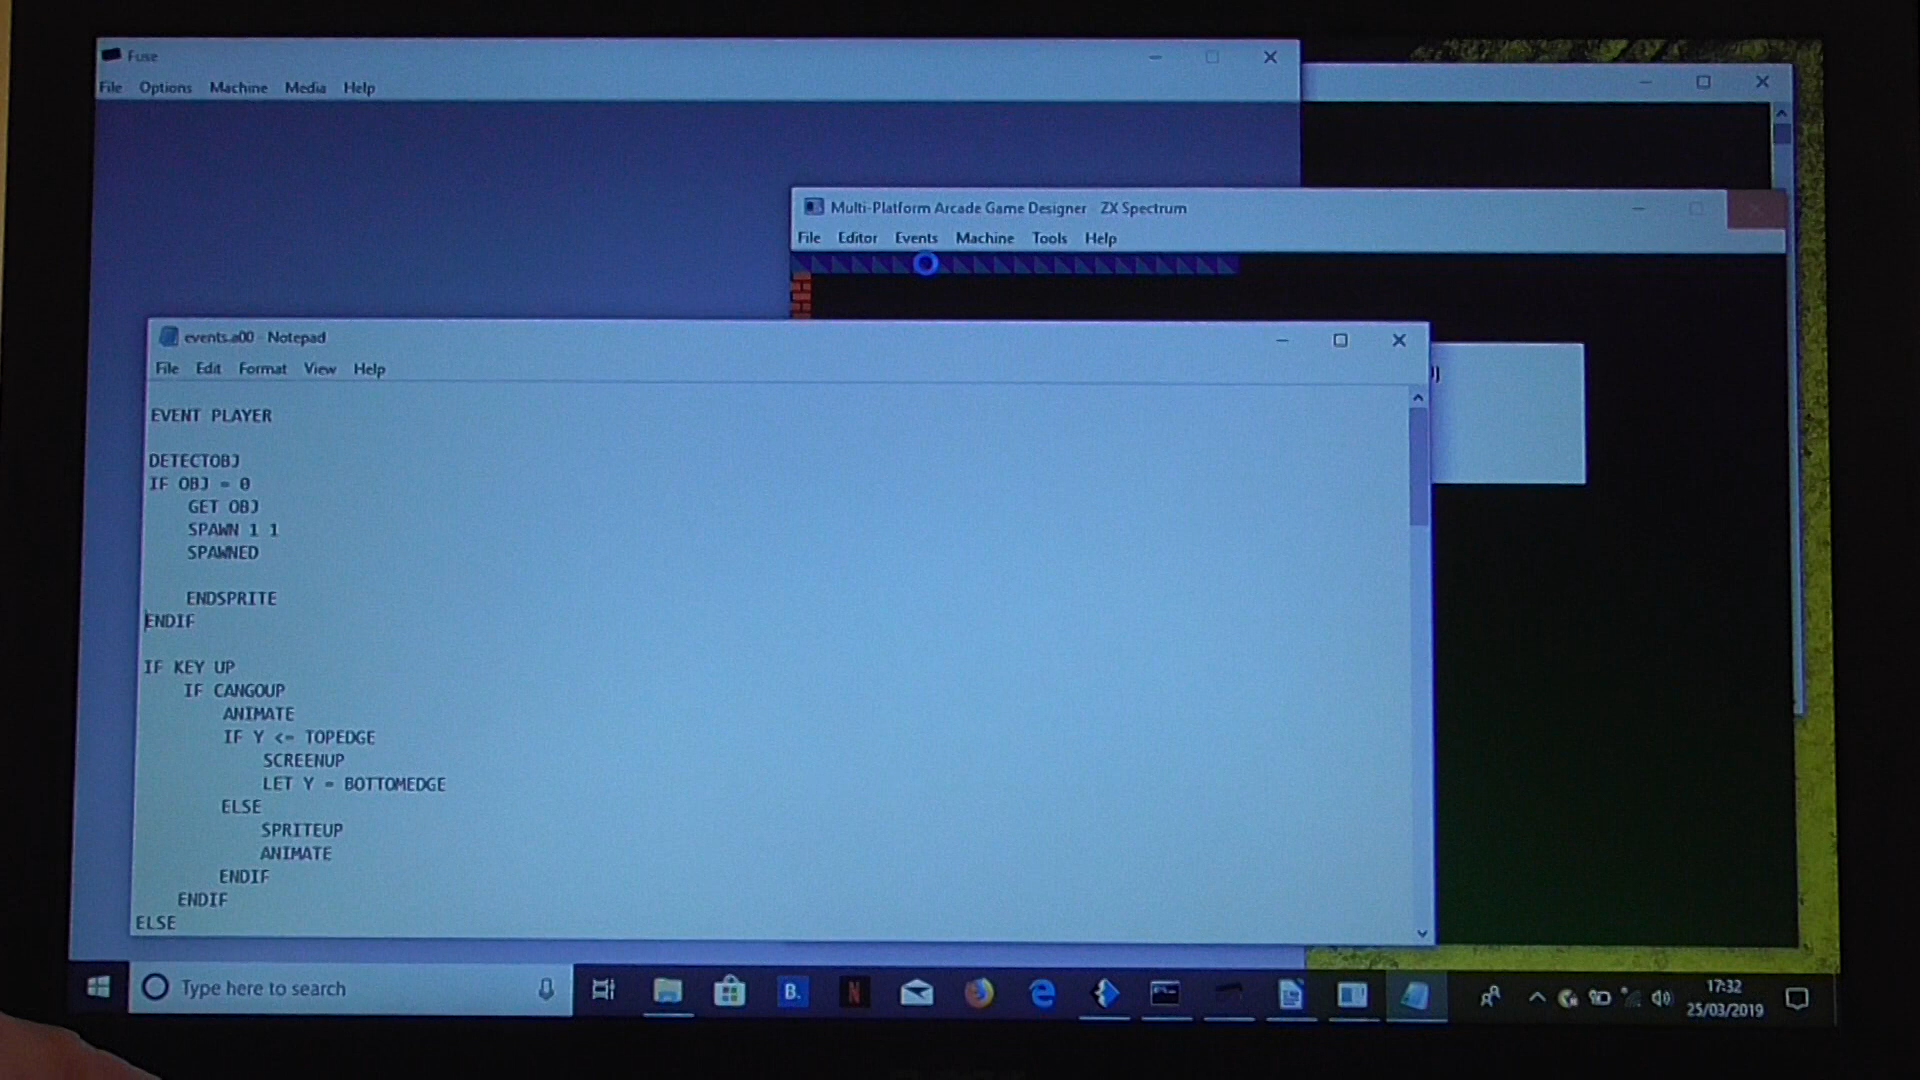 Fuse
File Options Machine Media Help
Multi-Platform Arcade Game Designer ZX Spectrum
File Editor Events Machine Tools Help
events.a00 - Notepad
File Edit Format View Help
EVENT PLAYER
DETECTOBJ
IF OBJ = 0
GET OBJ
SPAWN 1 1
SPAWNED
ENDSPRITE
ENDIF
IF KEY UP
IF CANGOUP
ANIMATE
IF Y <= TOPEDGE
SCREENUP
LET Y = BOTTOMEDGE
ELSE
SPRITEUP
ANIMATE
ENDIF
ENDIF
ELSE
Type here to search
B.
N
17:32
25/03/2019